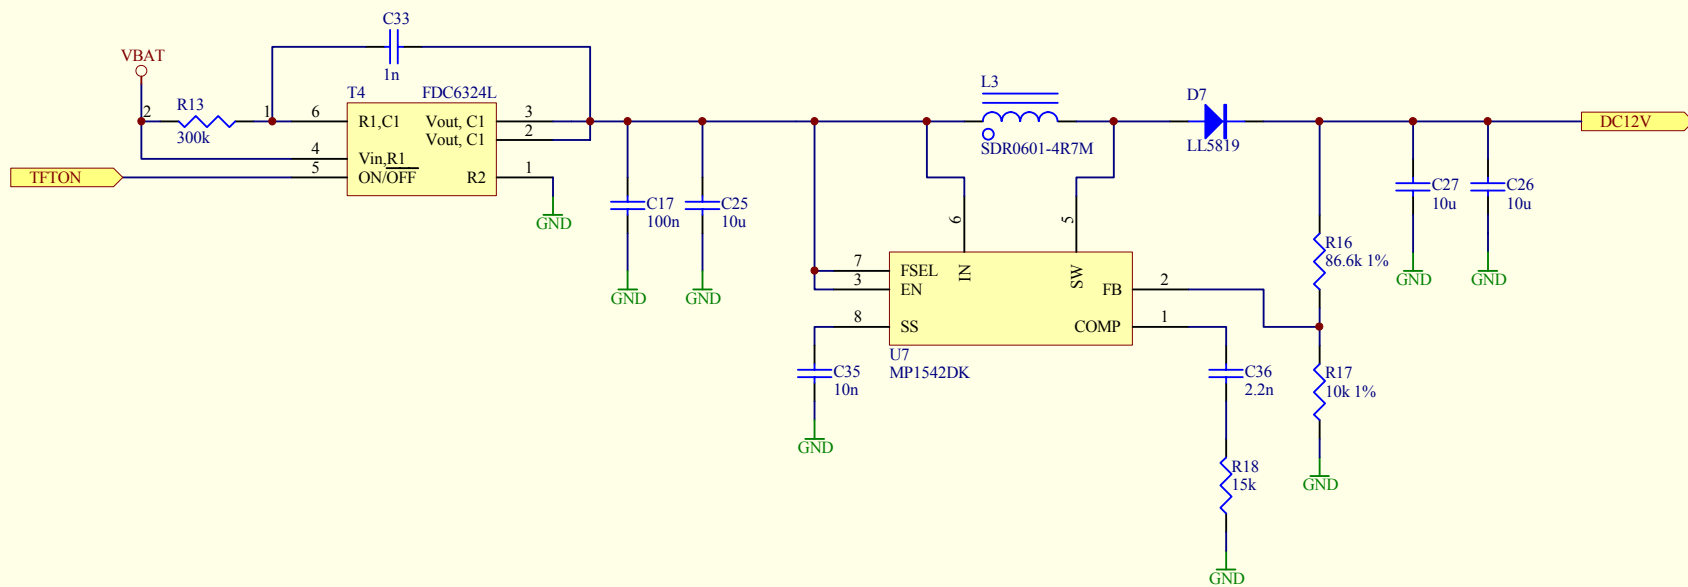 C33
1n
VBAT
2
R13
300k
1
T4
FDC6324L
6
R1,C1
Vout, C1
3
Vout, C1
2
4
Vin,R1
5
ON/OFF
R2
1
TFTON
GND
C17
100n
GND
C25
10u
GND
L3
SDR0601-4R7M
D7
LL5819
DC12V
C27
10u
GND
C26
10u
GND
R16
86.6k 1%
R17
10k 1%
GND
6
5
IN
SW
7
FSEL
3
EN
8
SS
FB
2
COMP
1
U7
MP1542DK
C35
10n
GND
C36
2.2n
R18
15k
GND